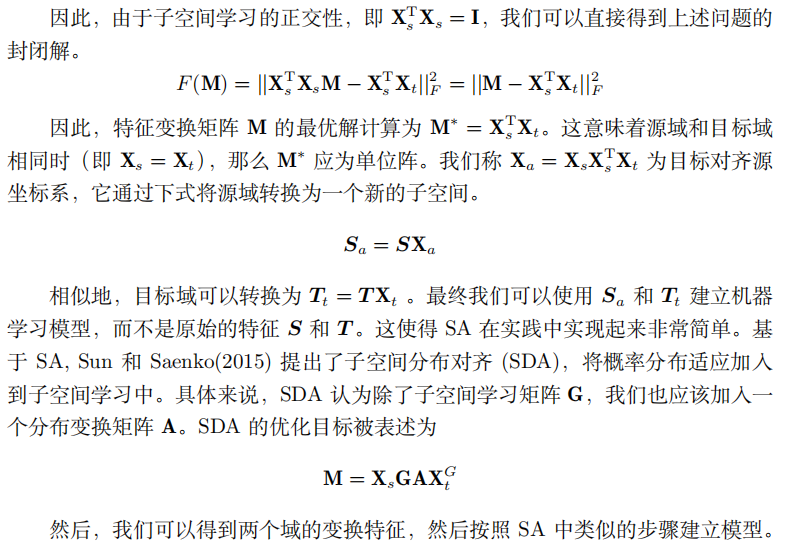 因此，由于子空间学习的正交性，即 X_s^T X_s = I，我们可以直接得到上述问题的
封闭解。
F(M) = ||X_s^T X_s M − X_s^T X_t||_F^2 = ||M − X_s^T X_t||_F^2
因此，特征变换矩阵 M 的最优解计算为 M* = X_s^T X_t。这意味着源域和目标域
相同时（即 X_s = X_t），那么 M* 应为单位阵。我们称 X_a = X_s X_s^T X_t 为目标对齐源
坐标系，它通过下式将源域转换为一个新的子空间。
S_a = SX_a
相似地，目标域可以转换为 T_t = TX_t 。最终我们可以使用 S_a 和 T_t 建立机器
学习模型，而不是原始的特征 S 和 T。这使得 SA 在实践中实现起来非常简单。基
于 SA, Sun 和 Saenko(2015) 提出了子空间分布对齐 (SDA)，将概率分布适应加入
到子空间学习中。具体来说，SDA 认为除了子空间学习矩阵 G，我们也应该加入一
个分布变换矩阵 A。SDA 的优化目标被表述为
M = X_s GAX_t^G
然后，我们可以得到两个域的变换特征，然后按照 SA 中类似的步骤建立模型。